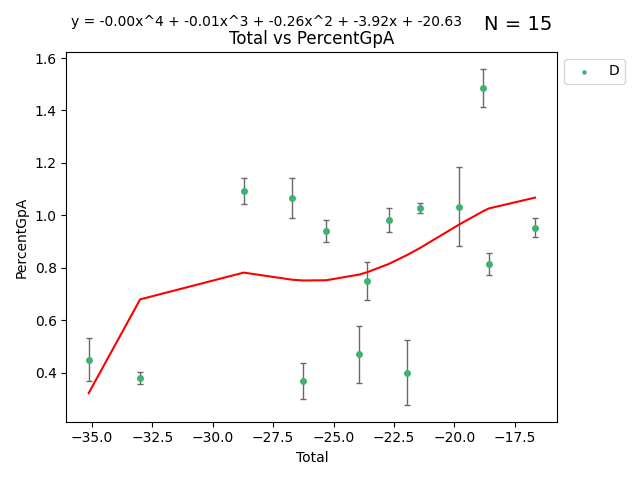 y = -0.00x^4 + -0.01x^3 + -0.26x^2 + -3.92x + -20.63
N = 15
Total vs PercentGpA
D
PercentGpA
1.6
1.4
1.2
1.0
0.8
0.6
0.4
−35.0 −32.5 −30.0 −27.5 −25.0 −22.5 −20.0 −17.5
Total